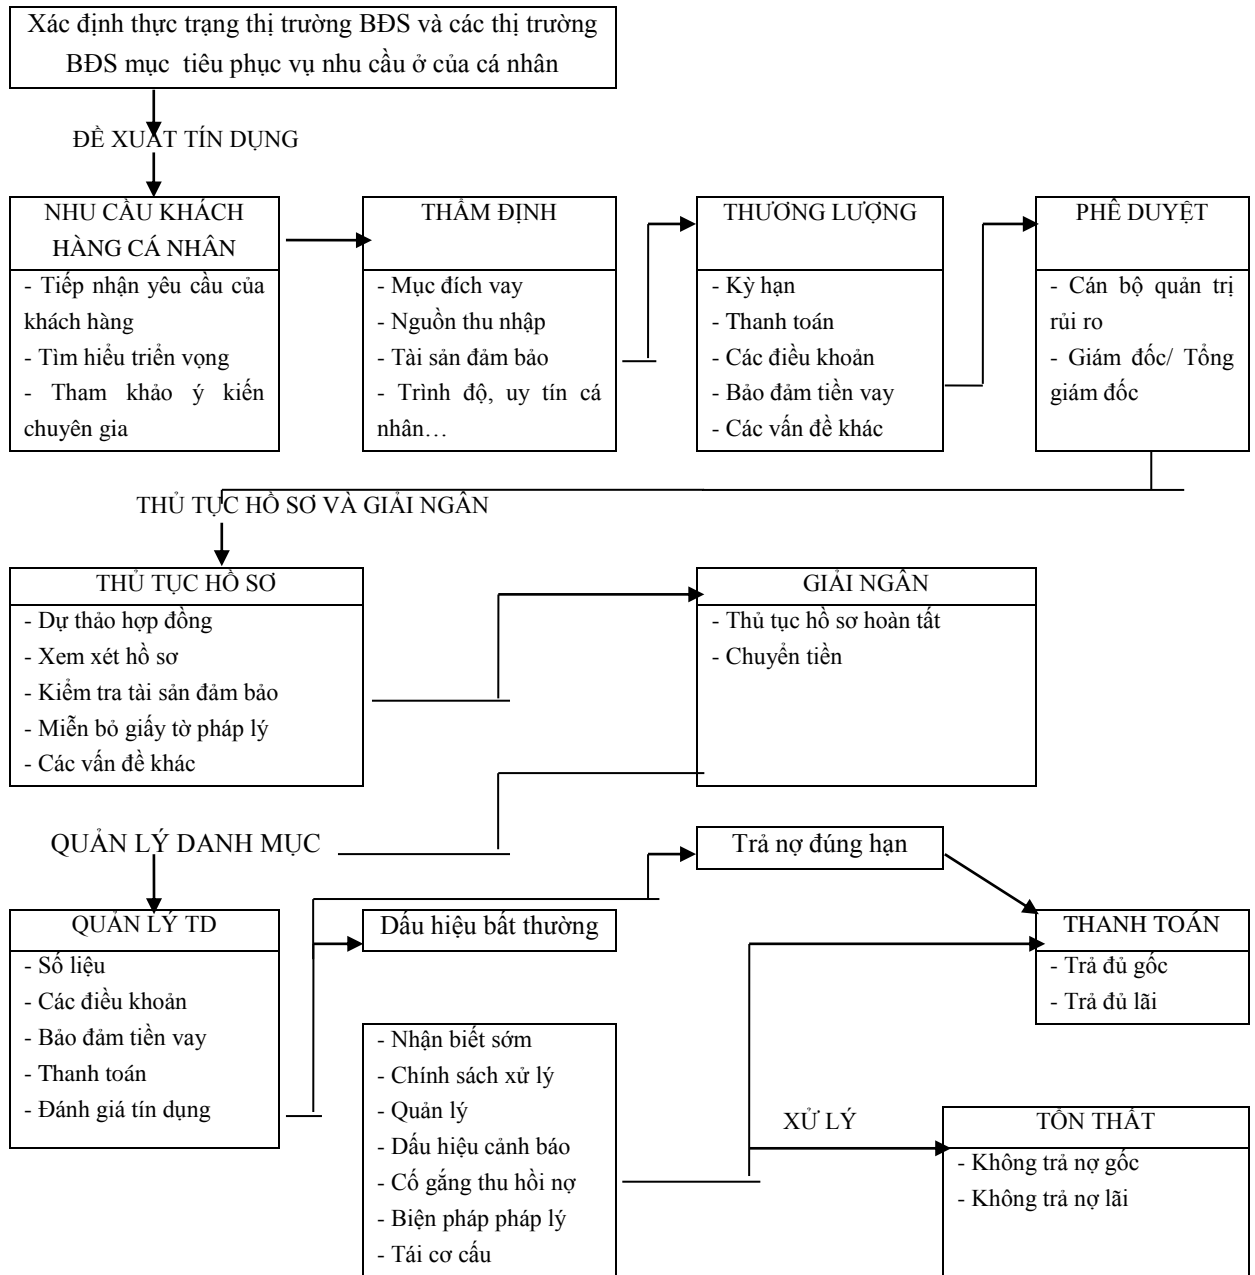 Xác định thực trạng thị trường BĐS và các thị trường
BĐS mục tiêu phục vụ nhu cầu ở của cá nhân
ĐỀ XUẤT TÍN DỤNG
NHU CẦU KHÁCH
HÀNG CÁ NHÂN
- Tiếp nhận yêu cầu của
khách hàng
- Tìm hiểu triển vọng
- Tham khảo ý kiến
chuyên gia
THẨM ĐỊNH
- Mục đích vay
- Nguồn thu nhập
- Tài sản đảm bảo
- Trình độ, uy tín cá
nhân…
THƯƠNG LƯỢNG
- Kỳ hạn
- Thanh toán
- Các điều khoản
- Bảo đảm tiền vay
- Các vấn đề khác
PHÊ DUYỆT
- Cán bộ quản trị
rủi ro
- Giám đốc/ Tổng
giám đốc
THỦ TỤC HỒ SƠ VÀ GIẢI NGÂN
THỦ TỤC HỒ SƠ
- Dự thảo hợp đồng
- Xem xét hồ sơ
- Kiểm tra tài sản đảm bảo
- Miễn bỏ giấy tờ pháp lý
- Các vấn đề khác
GIẢI NGÂN
- Thủ tục hồ sơ hoàn tất
- Chuyển tiền
QUẢN LÝ DANH MỤC
Trả nợ đúng hạn
QUẢN LÝ TD
- Số liệu
- Các điều khoản
- Bảo đảm tiền vay
- Thanh toán
- Đánh giá tín dụng
Dấu hiệu bất thường
- Nhận biết sớm
- Chính sách xử lý
- Quản lý
- Dấu hiệu cảnh báo
- Cố gắng thu hồi nợ
- Biện pháp pháp lý
- Tái cơ cấu
THANH TOÁN
- Trả đủ gốc
- Trả đủ lãi
XỬ LÝ
TỔN THẤT
- Không trả nợ gốc
- Không trả nợ lãi